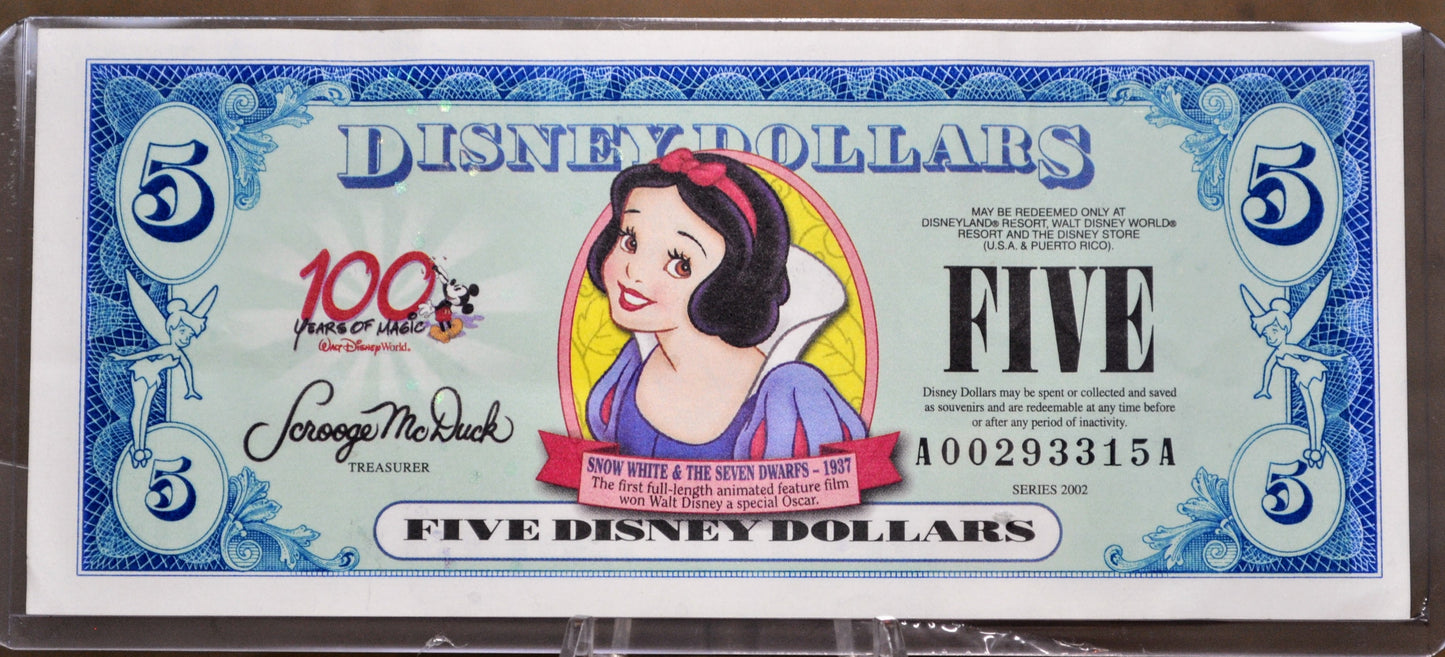 5
5
DISNEY DOLLARS
MAY BE REDEEMED ONLY AT
DISNEYLAND® RESORT, WALT DISNEY WORLD®
RESORT AND THE DISNEY STORE
(U.S.A. & PUERTO RICO).
100
YEARS OF MAGIC
WALT DISNEY World.
FIVE
Disney Dollars may be spent or collected and saved
as souvenirs and are redeemable at any time before
or after any period of inactivity.
Scrooge McDuck
TREASURER
A00293315A
SERIES 2002
SNOW WHITE & THE SEVEN DWARFS – 1937
The first full-length animated feature film
won Walt Disney a special Oscar.
5
5
FIVE DISNEY DOLLARS